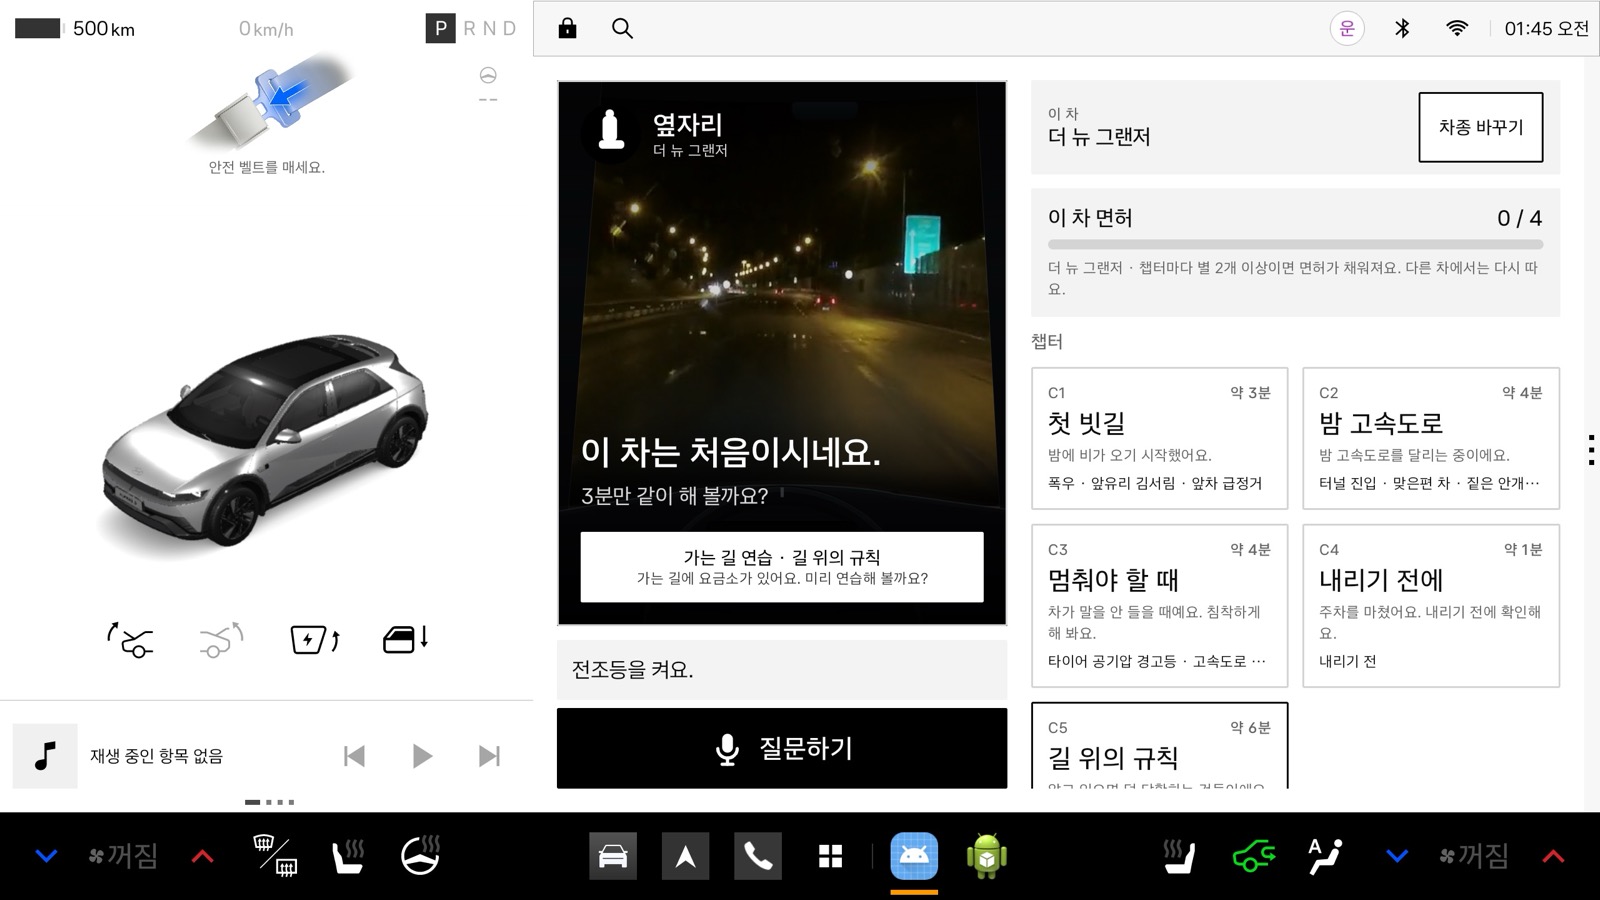 500 km
0 km/h
P R N D
운
01:45 오전
--
안전 벨트를 매세요.
재생 중인 항목 없음
옆자리
더 뉴 그랜저
이 차는 처음이시네요.
3분만 같이 해 볼까요?
가는 길 연습 · 길 위의 규칙
가는 길에 요금소가 있어요. 미리 연습해 볼까요?
전조등을 켜요.
질문하기
이 차
더 뉴 그랜저
차종 바꾸기
이 차 면허
0 / 4
더 뉴 그랜저 · 챕터마다 별 2개 이상이면 면허가 채워져요. 다른 차에서는 다시 따
요.
챕터
C1
약 3분
첫 빗길
밤에 비가 오기 시작했어요.
폭우 · 앞유리 김서림 · 앞차 급정거
C2
약 4분
밤 고속도로
밤 고속도로를 달리는 중이에요.
터널 진입 · 맞은편 차 · 짙은 안개…
C3
약 4분
멈춰야 할 때
차가 말을 안 들을 때예요. 침착하게
해 봐요.
타이어 공기압 경고등 · 고속도로 …
C4
약 1분
내리기 전에
주차를 마쳤어요. 내리기 전에 확인해
요.
내리기 전
C5
약 6분
길 위의 규칙
꺼짐
A
꺼짐